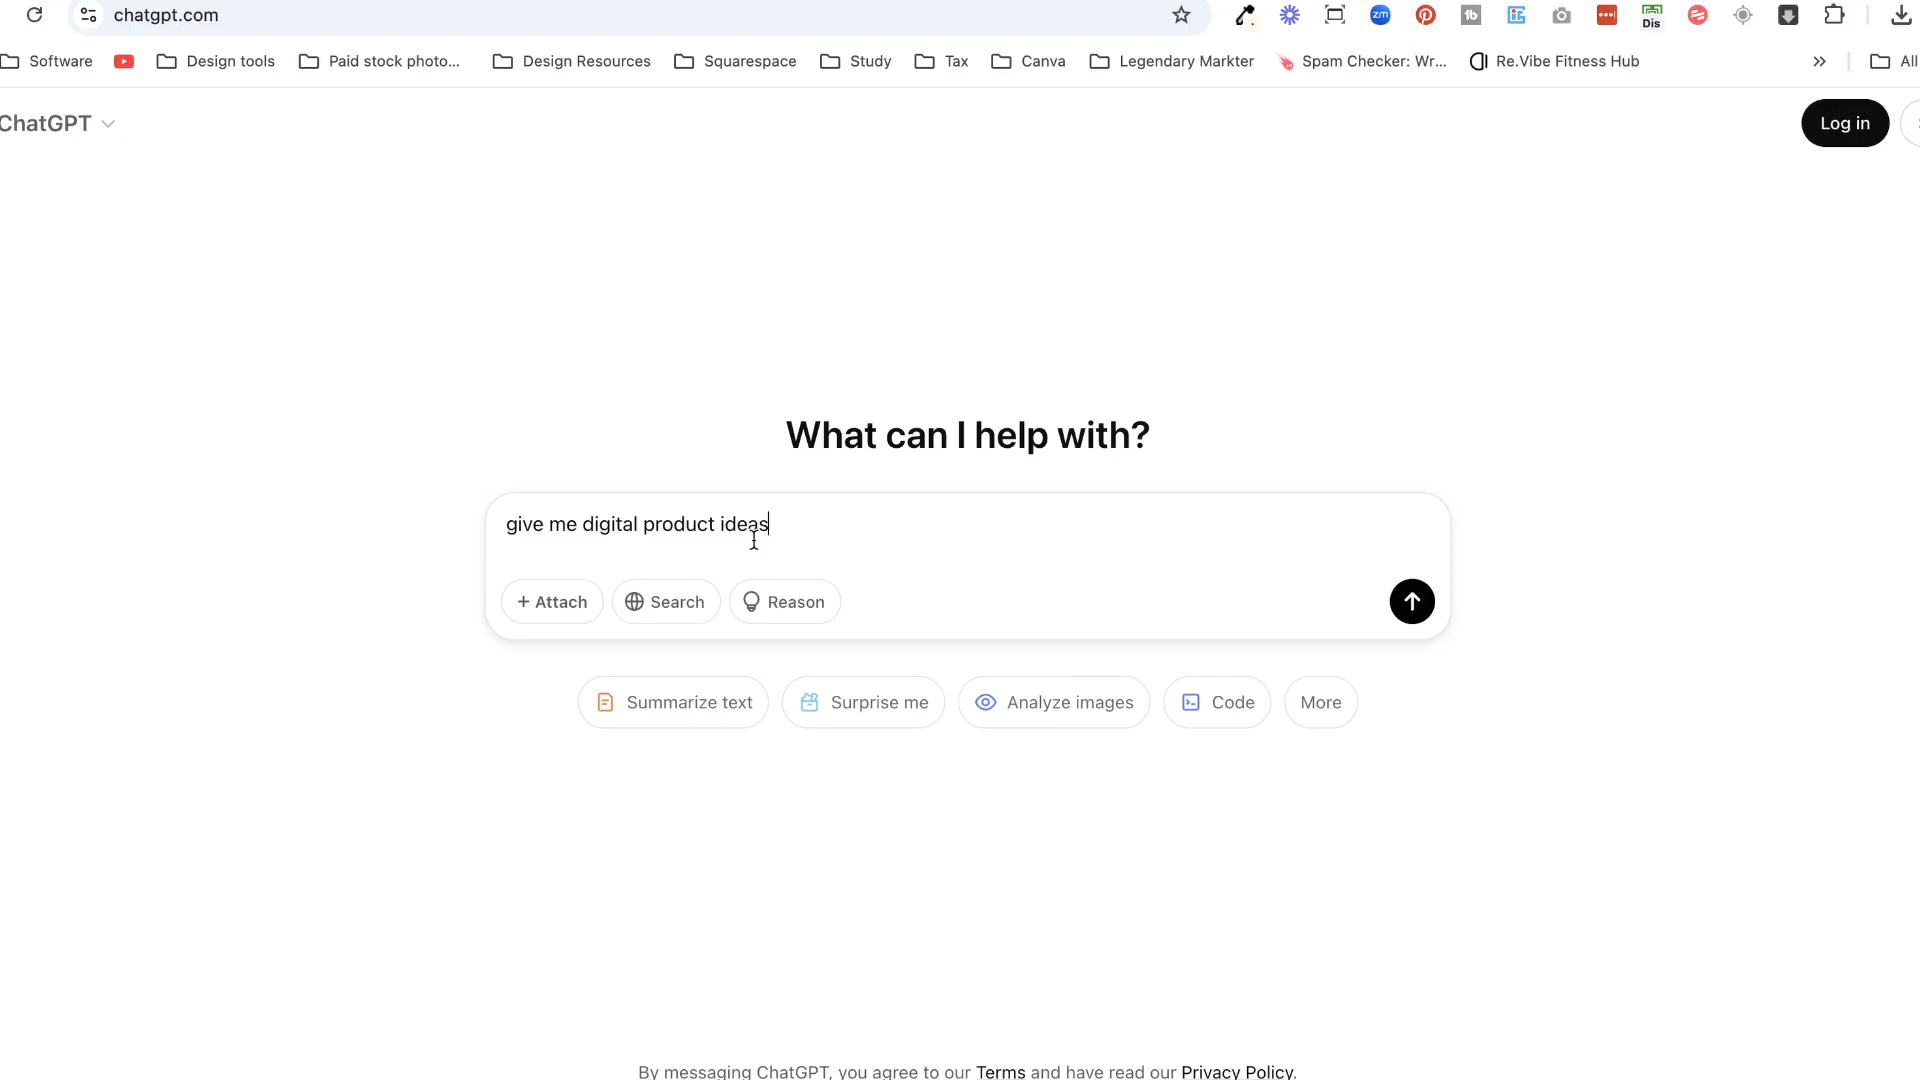 chatgpt.com
zm
Dis
Software
Design tools
Paid stock photo...
Design Resources
Squarespace
Study
Tax
Canva
Legendary Markter
Spam Checker: Wr...
Re.Vibe Fitness Hub
All
ChatGPT
Log in
What can I help with?
give me digital product ideas
+ Attach
Search
Reason
Summarize text
Surprise me
Analyze images
Code
More
By messaging ChatGPT, you agree to our Terms and have read our Privacy Policy.